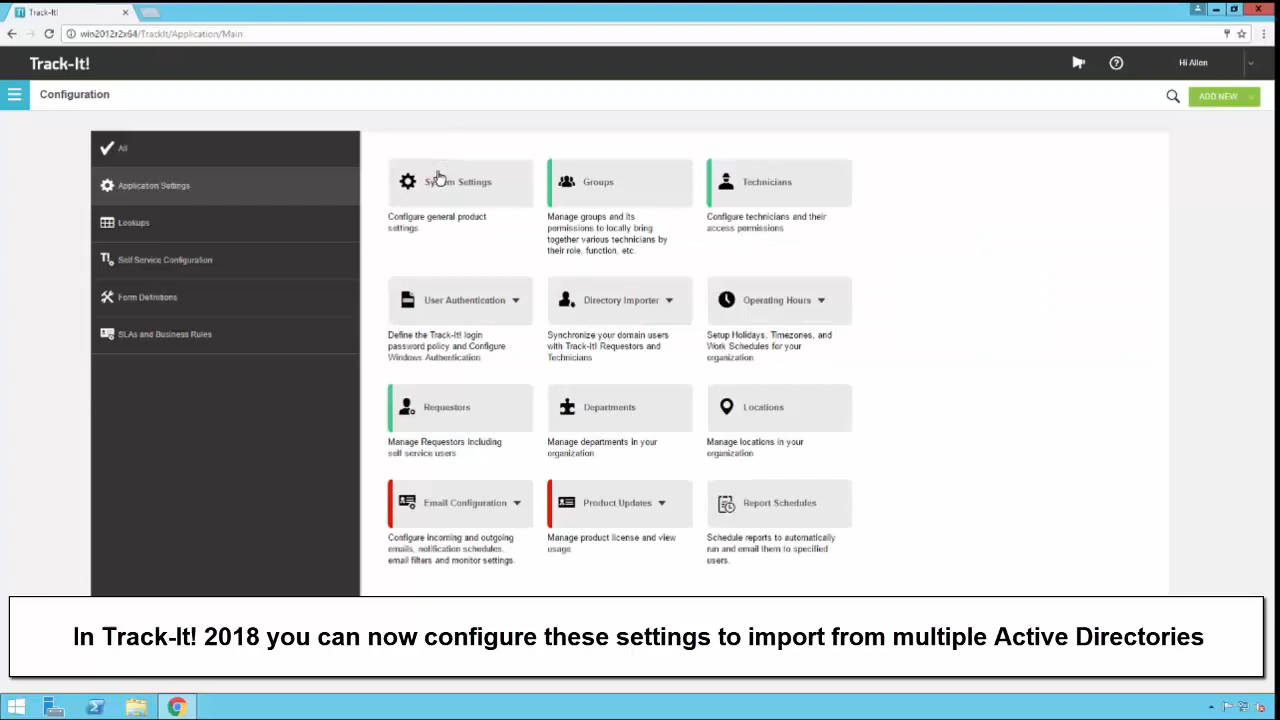 Track-It!
win2012r2x64/TrackIt/Application/Main
Track-It!
Hi Allen
Configuration
ADD NEW
All
Application Settings
Lookups
Self Service Configuration
Form Definitions
SLAs and Business Rules
System Settings
Configure general product
settings.
Groups
Manage groups and its
permissions to locally bring
together various technicians by
their role, function, etc.
Technicians
Configure technicians and their
access permissions
User Authentication
Define the Track-It! login
password policy and Configure
Windows Authentication
Directory Importer
Synchronize your domain users
with Track-It! Requestors and
Technicians
Operating Hours
Setup Holidays, Timezones, and
Work Schedules for your
organization
Requestors
Manage Requestors including
self service users
Departments
Manage departments in your
organization
Locations
Manage locations in your
organization
Email Configuration
Configure incoming and outgoing
emails, notification schedules,
email filters and monitor settings.
Product Updates
Manage product license and view
usage.
Report Schedules
Schedule reports to automatically
run and email them to specified
users.
In Track-It! 2018 you can now configure these settings to import from multiple Active Directories